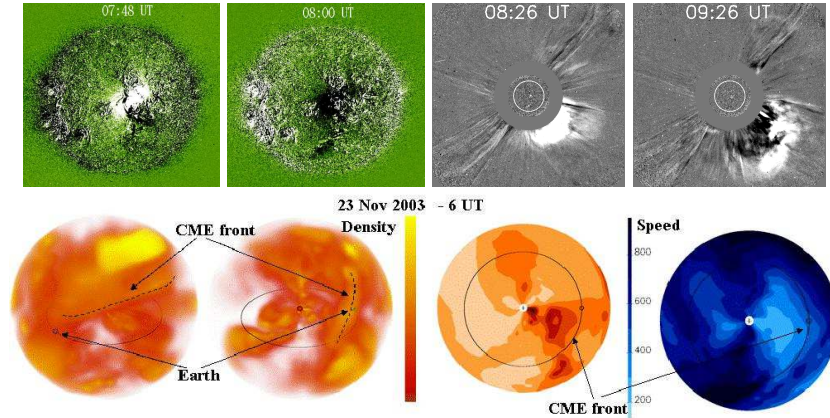 07:48 UT
08:00 UT
08:26 UT
09:26 UT
23 Nov 2003 - 6 UT
CME front
Density
Speed
800
600
400
200
Earth
CME front